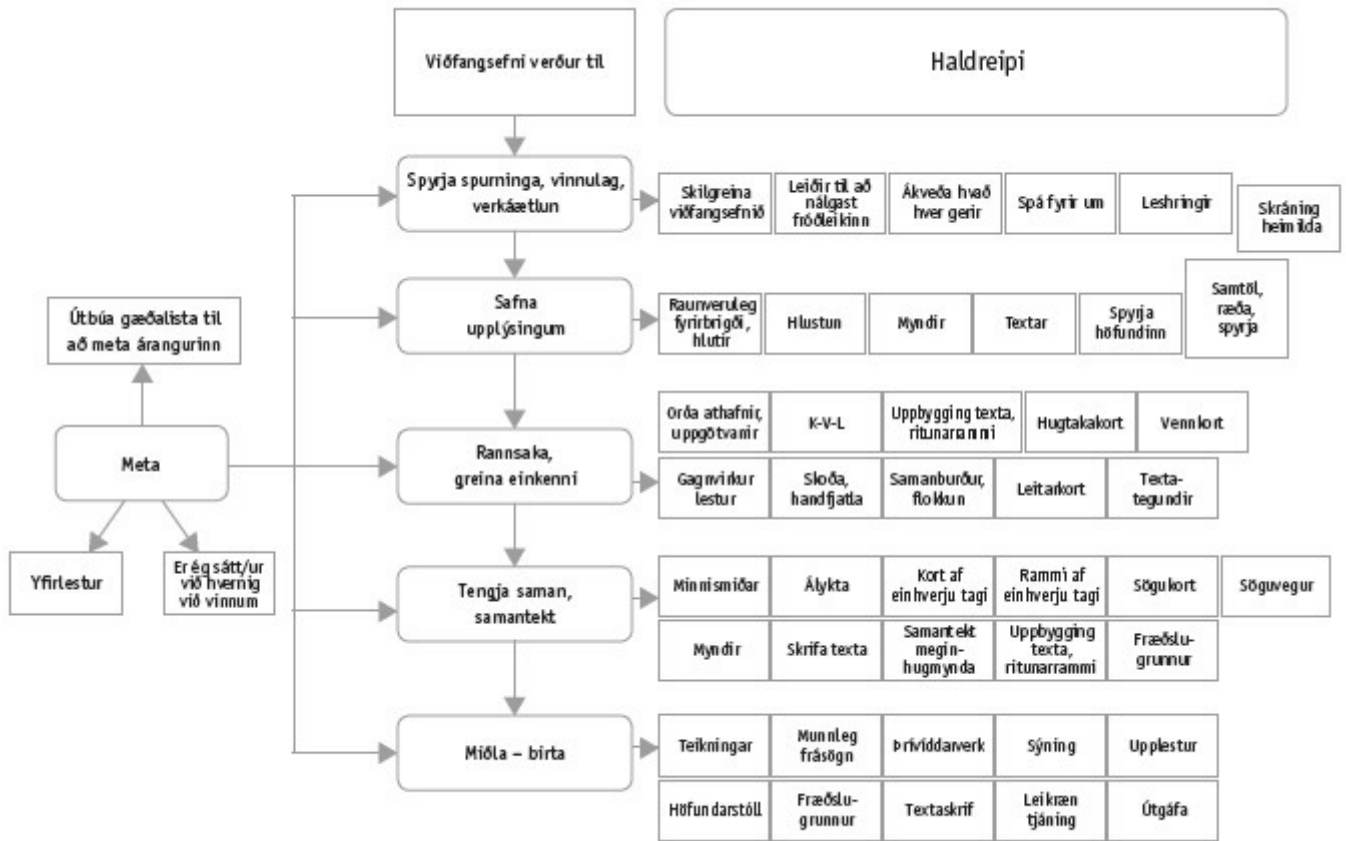 Viðfangsefni verður til
Haldreipi
Spyrja spurninga, vinnulag,
verkáætlun
Skilgreina
viðfangsefnið
Leiðir til að
nálgast
fróðleikinn
Ákveða hvað
hver gerir
Spá fyrir um
Leshringir
Skráning
heimilda
Safna
upplýsingum
Raunveruleg
fyrirbrigði,
hlutir
Hlustun
Myndir
Textar
Spyrja
höfundinn
Samtöl,
ræða,
spyrja
Útbúa gæðalista til
að meta árangurinn
Meta
Yfirlestur
Er ég sátt/ur
við hvernig
við vinnum
Rannsaka,
greina einkenni
Orða athafnir,
uppgötvanir
K-V-L
Uppbygging texta,
ritunarrammi
Hugtakakort
Vennkort
Gagnvirkur
lestur
Skoða,
handfjatla
Samanburður,
flokkun
Leitarkort
Texta-
tegundir
Tengja saman,
samantekt
Minnismiðar
Álykta
Kort af
einhverju tagi
Rammi af
einhverju tagi
Sögukort
Söguvegur
Myndir
Skrifa texta
Samantekt
megin-
hugmynda
Uppbygging
texta,
ritunarrammi
Fræðslu-
grunnur
Miðla – birta
Teikningar
Munnleg
frásögn
Þrívíddarverk
Sýning
Upplestur
Höfundarstóll
Fræðslu-
grunnur
Textaskrif
Leikræn
tjáning
Útgáfa